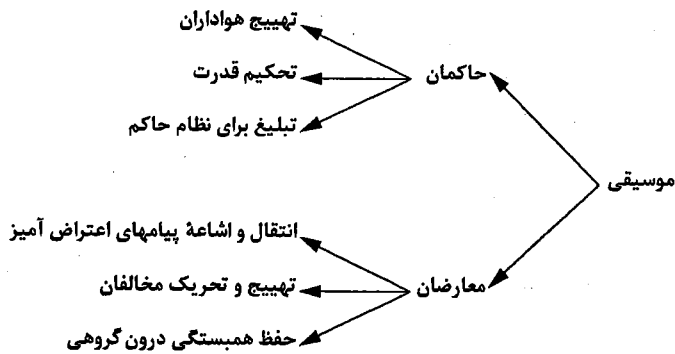 تهییج هواداران
حاکمان
تحکیم قدرت
تبلیغ برای نظام حاکم
موسیقی
انتقال و اشاعهٔ پیامهای اعتراض آمیز
معارضان
تهییج و تحریک مخالفان
حفظ همبستگی درون گروهی